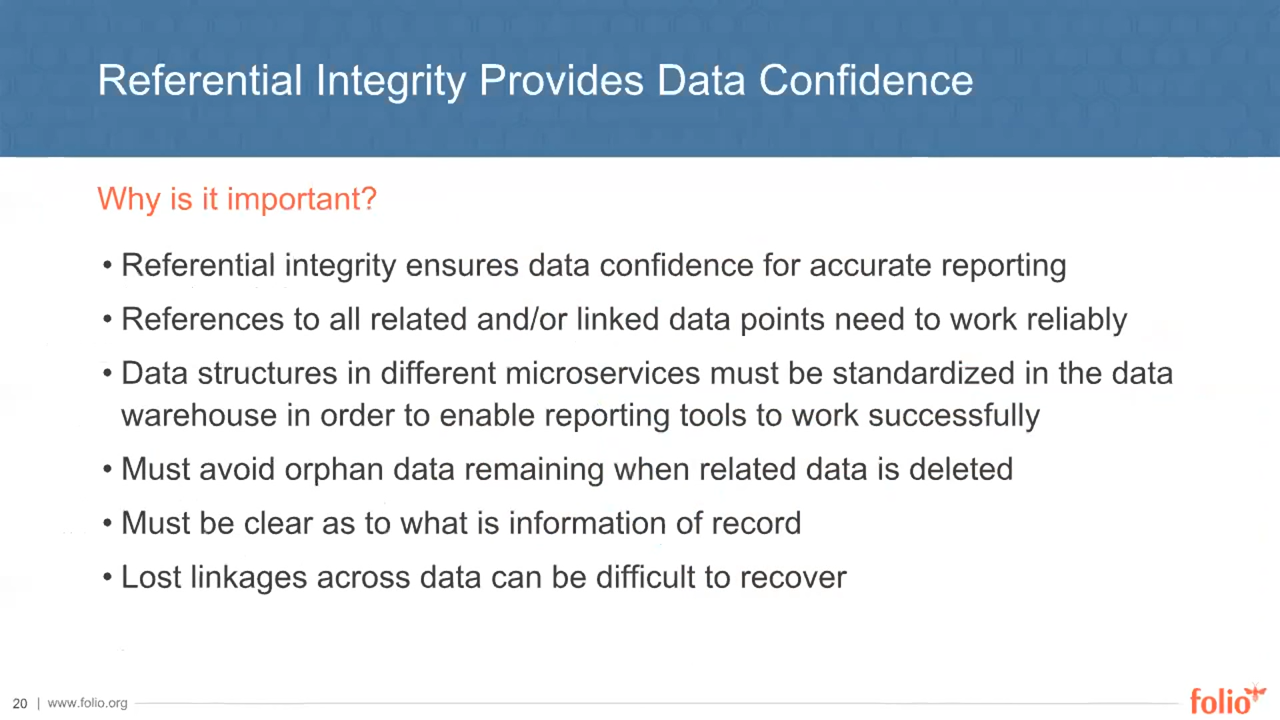 Referential Integrity Provides Data Confidence
Why is it important?
• Referential integrity ensures data confidence for accurate reporting
• References to all related and/or linked data points need to work reliably
• Data structures in different microservices must be standardized in the data
warehouse in order to enable reporting tools to work successfully
• Must avoid orphan data remaining when related data is deleted
• Must be clear as to what is information of record
• Lost linkages across data can be difficult to recover
20 | www.folio.org
folio